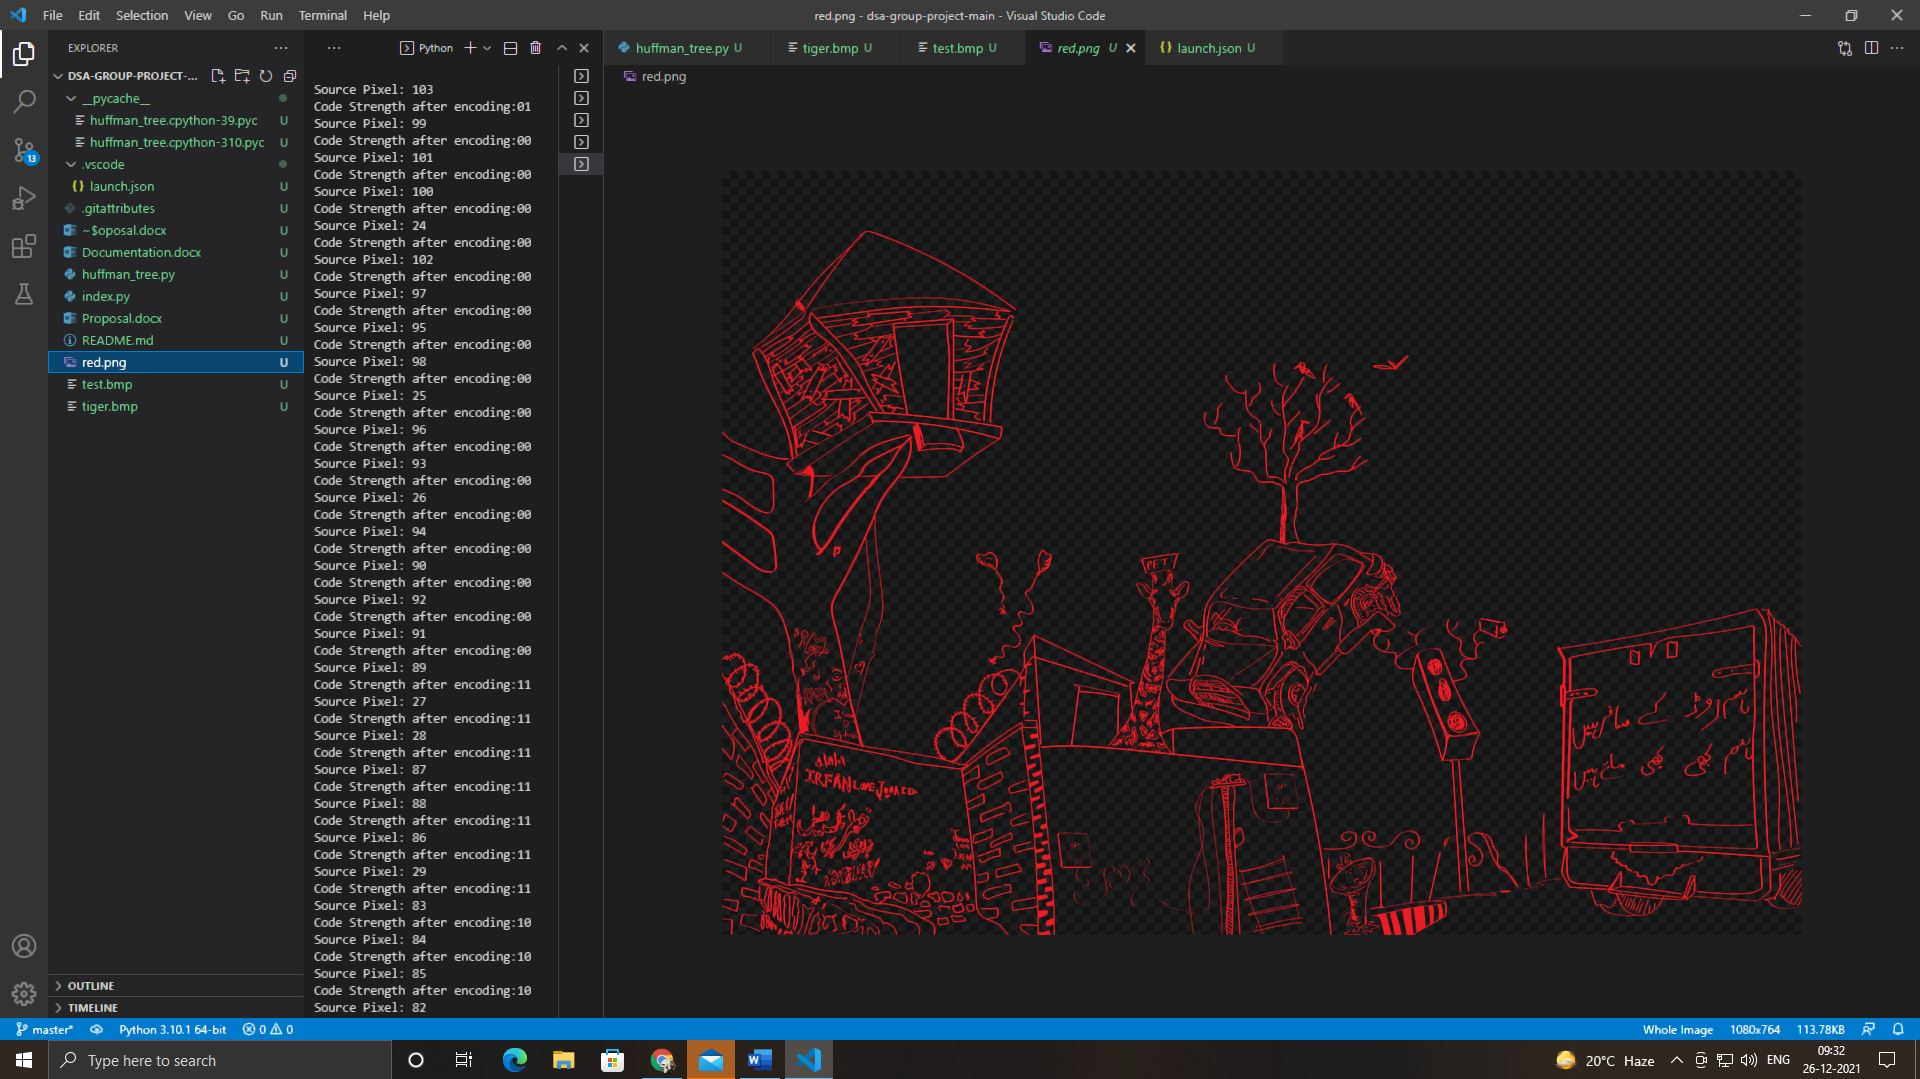 File Edit Selection View Go Run Terminal Help
red.png - dsa-group-project-main - Visual Studio Code
EXPLORER
DSA-GROUP-PROJECT-...
__pycache__
huffman_tree.cpython-39.pyc U
huffman_tree.cpython-310.pyc U
.vscode
launch.json U
.gitattributes U
~$oposal.docx U
Documentation.docx U
huffman_tree.py U
index.py U
Proposal.docx U
README.md U
red.png U
test.bmp U
tiger.bmp U
OUTLINE
TIMELINE
13
Python
Source Pixel: 103
Code Strength after encoding:01
Source Pixel: 99
Code Strength after encoding:00
Source Pixel: 101
Code Strength after encoding:00
Source Pixel: 100
Code Strength after encoding:00
Source Pixel: 24
Code Strength after encoding:00
Source Pixel: 102
Code Strength after encoding:00
Source Pixel: 97
Code Strength after encoding:00
Source Pixel: 95
Code Strength after encoding:00
Source Pixel: 98
Code Strength after encoding:00
Source Pixel: 25
Code Strength after encoding:00
Source Pixel: 96
Code Strength after encoding:00
Source Pixel: 93
Code Strength after encoding:00
Source Pixel: 26
Code Strength after encoding:00
Source Pixel: 94
Code Strength after encoding:00
Source Pixel: 90
Code Strength after encoding:00
Source Pixel: 92
Code Strength after encoding:00
Source Pixel: 91
Code Strength after encoding:00
Source Pixel: 89
Code Strength after encoding:11
Source Pixel: 27
Code Strength after encoding:11
Source Pixel: 28
Code Strength after encoding:11
Source Pixel: 87
Code Strength after encoding:11
Source Pixel: 88
Code Strength after encoding:11
Source Pixel: 86
Code Strength after encoding:11
Source Pixel: 29
Code Strength after encoding:11
Source Pixel: 83
Code Strength after encoding:10
Source Pixel: 84
Code Strength after encoding:10
Source Pixel: 85
Code Strength after encoding:10
Source Pixel: 82
huffman_tree.py U tiger.bmp U test.bmp U red.png U launch.json U
red.png
PET
IRFAN LOVE JUNAID
master* Python 3.10.1 64-bit 0 0
Whole Image 1080x764 113.78KB
Type here to search
20°C Haze ENG
09:32
26-12-2021